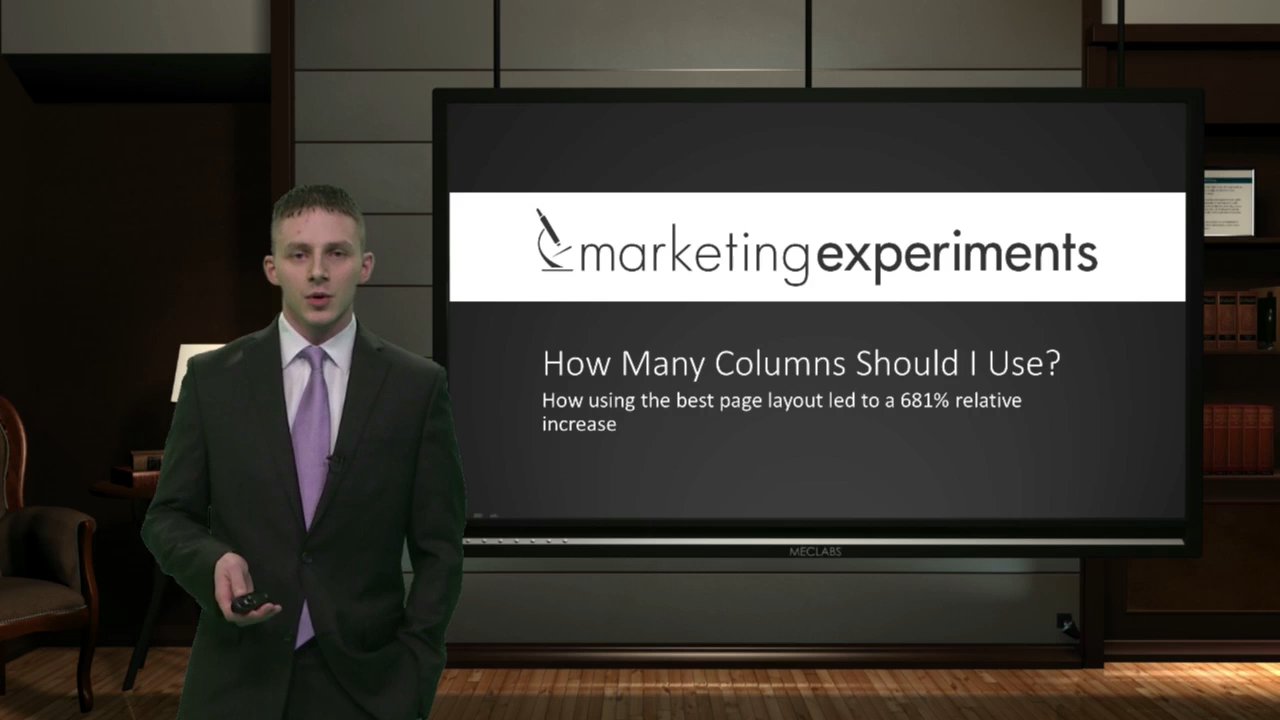 marketingexperiments
How Many Columns Should I Use?
How using the best page layout led to a 681% relative
increase
MECLABS